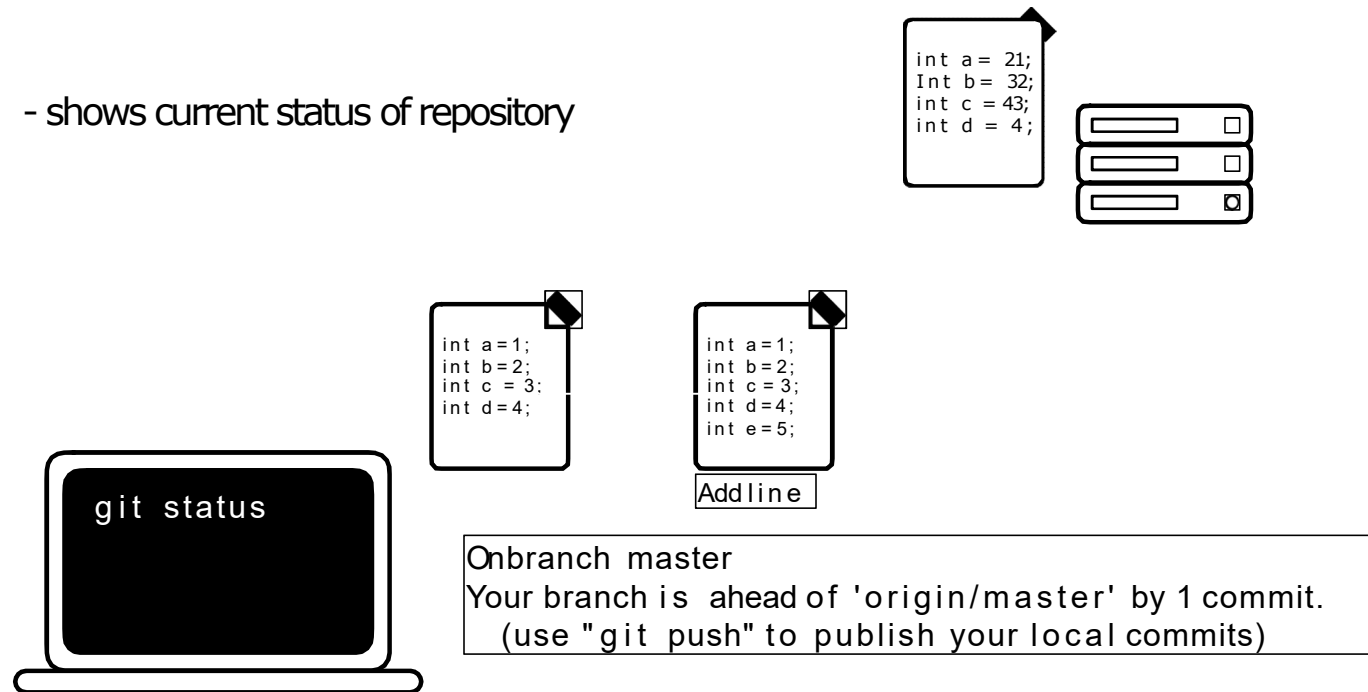 - shows current status of repository
int a = 21;
Int b = 32;
int c = 43;
int d = 4;
int a=1;
int b=2;
int c = 3;
int d=4;
int a=1;
int b=2;
int c=3;
int d=4;
int e=5;
Add line
git status
Onbranch master
Your branch is ahead of 'origin/master' by 1 commit.
(use "git push" to publish your local commits)